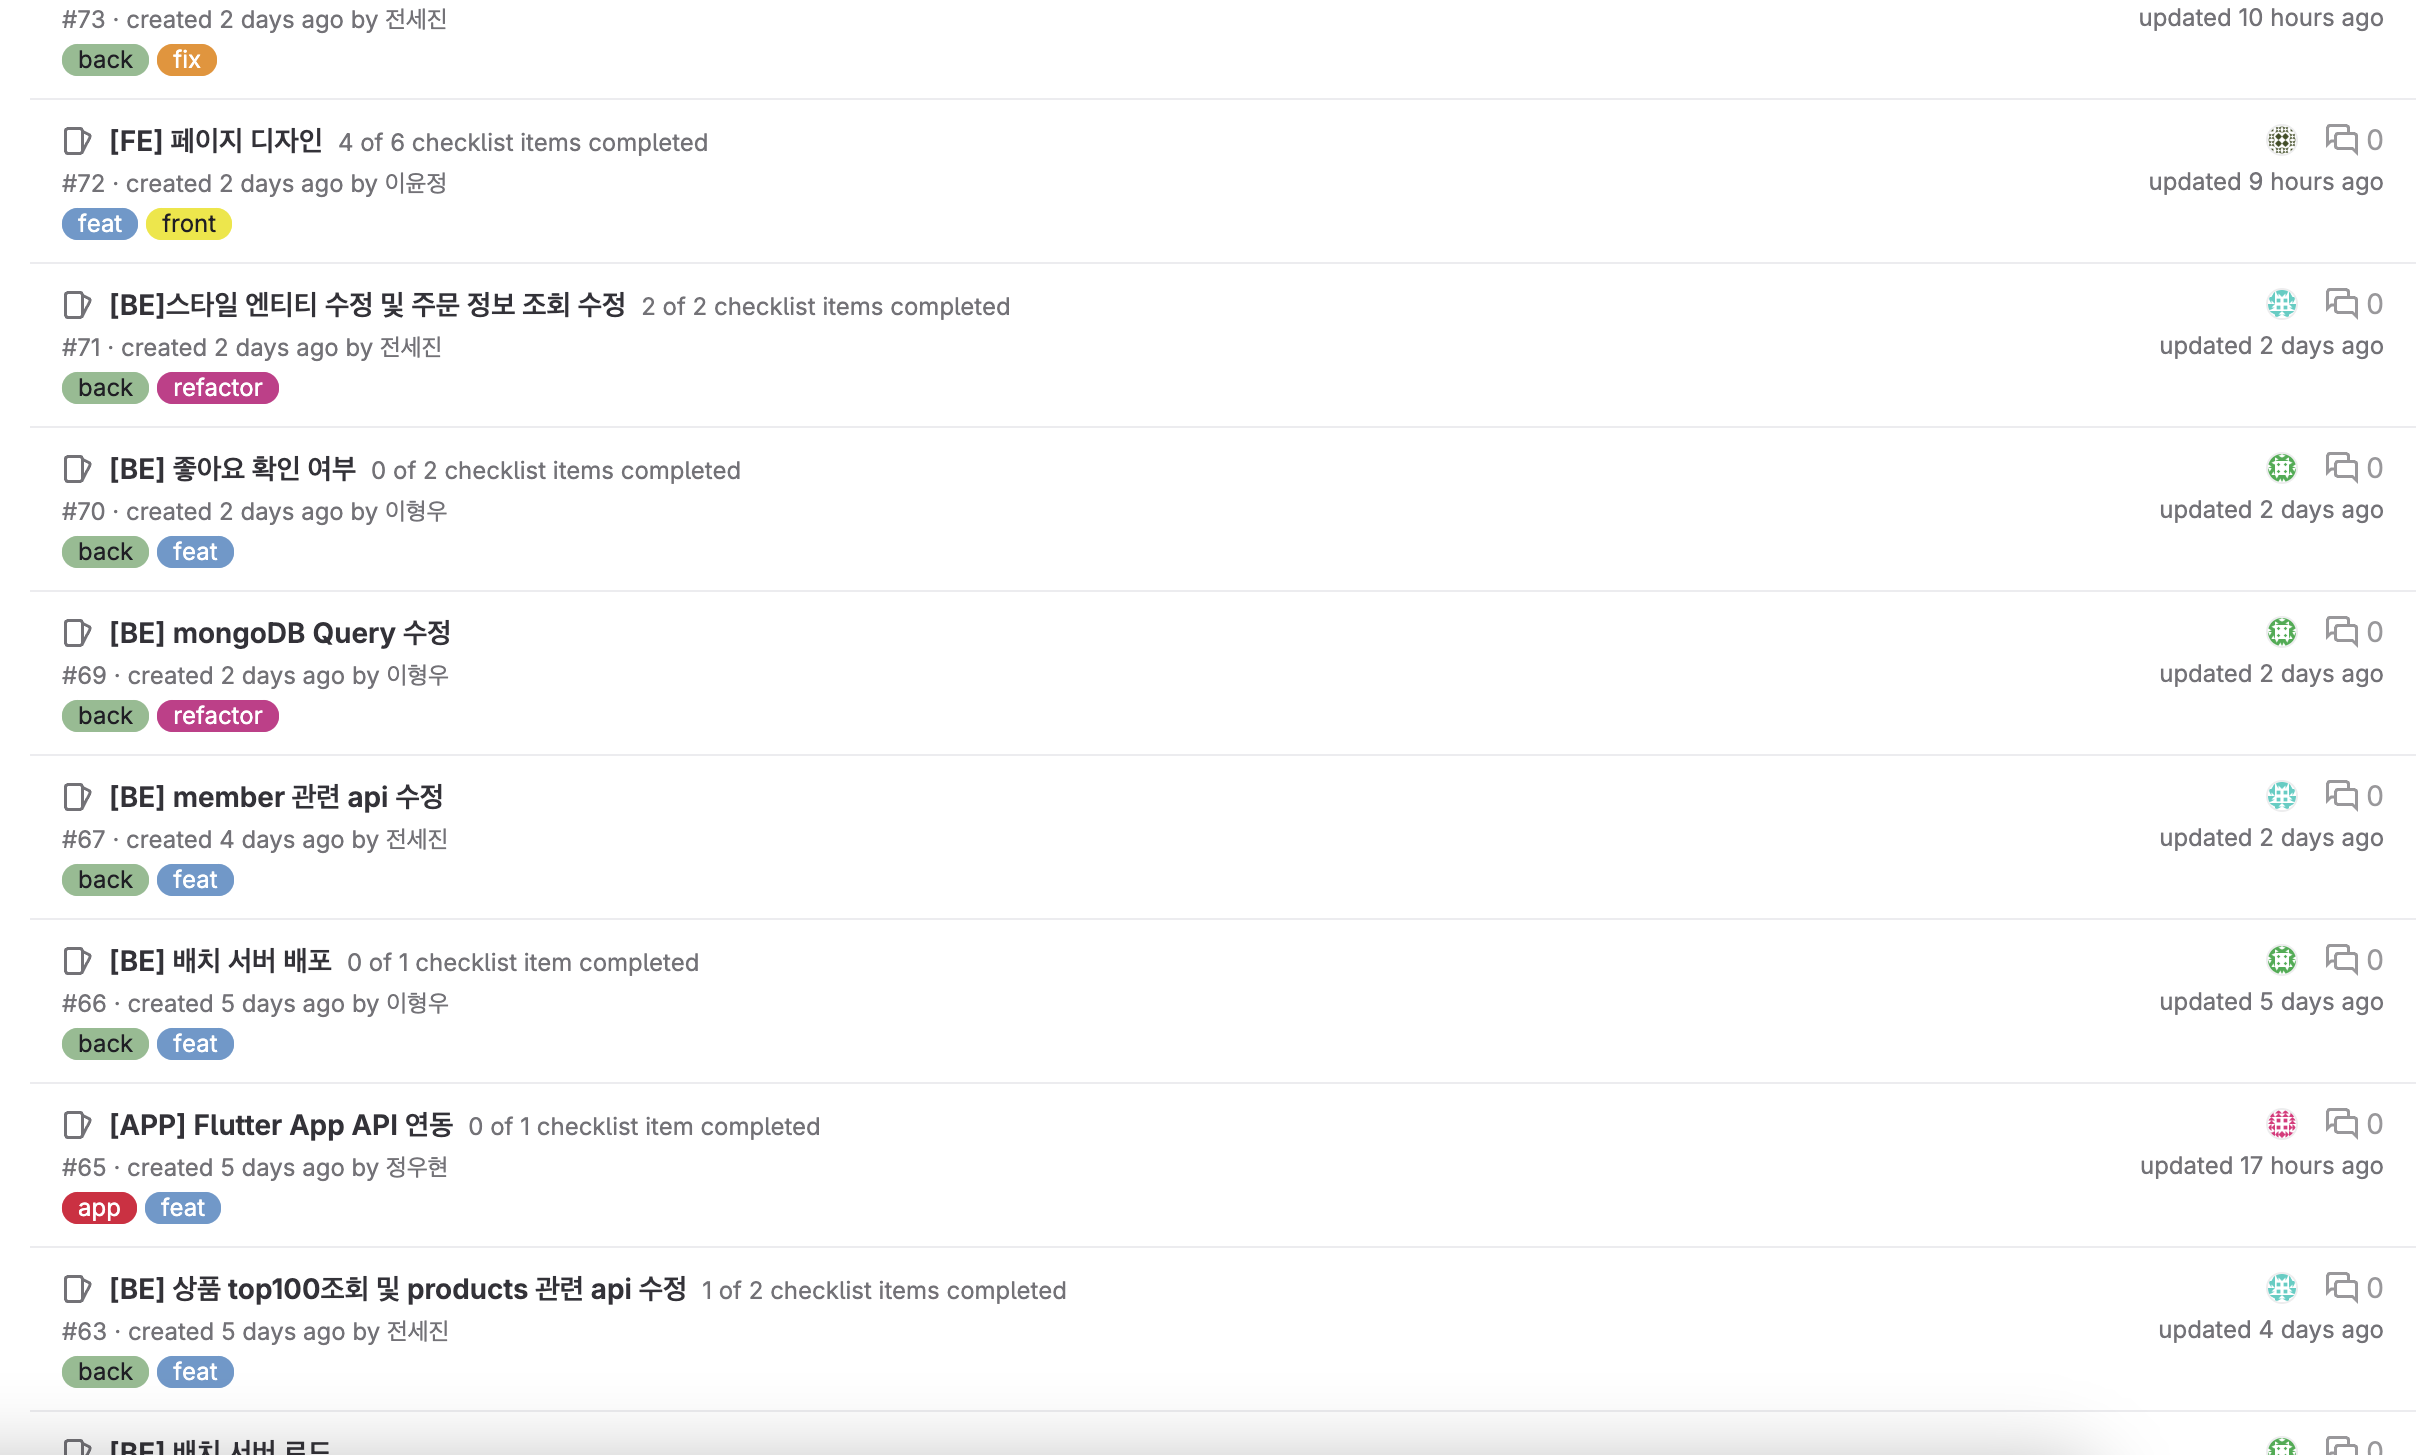 #73 · created 2 days ago by 전세진 updated 10 hours ago
back fix
[FE] 페이지 디자인 4 of 6 checklist items completed 0
#72 · created 2 days ago by 이윤정 updated 9 hours ago
feat front
[BE]스타일 엔티티 수정 및 주문 정보 조회 수정 2 of 2 checklist items completed 0
#71 · created 2 days ago by 전세진 updated 2 days ago
back refactor
[BE] 좋아요 확인 여부 0 of 2 checklist items completed 0
#70 · created 2 days ago by 이형우 updated 2 days ago
back feat
[BE] mongoDB Query 수정 0
#69 · created 2 days ago by 이형우 updated 2 days ago
back refactor
[BE] member 관련 api 수정 0
#67 · created 4 days ago by 전세진 updated 2 days ago
back feat
[BE] 배치 서버 배포 0 of 1 checklist item completed 0
#66 · created 5 days ago by 이형우 updated 5 days ago
back feat
[APP] Flutter App API 연동 0 of 1 checklist item completed 0
#65 · created 5 days ago by 정우현 updated 17 hours ago
app feat
[BE] 상품 top100조회 및 products 관련 api 수정 1 of 2 checklist items completed 0
#63 · created 5 days ago by 전세진 updated 4 days ago
back feat
[BE] 배치 서버 로드 0